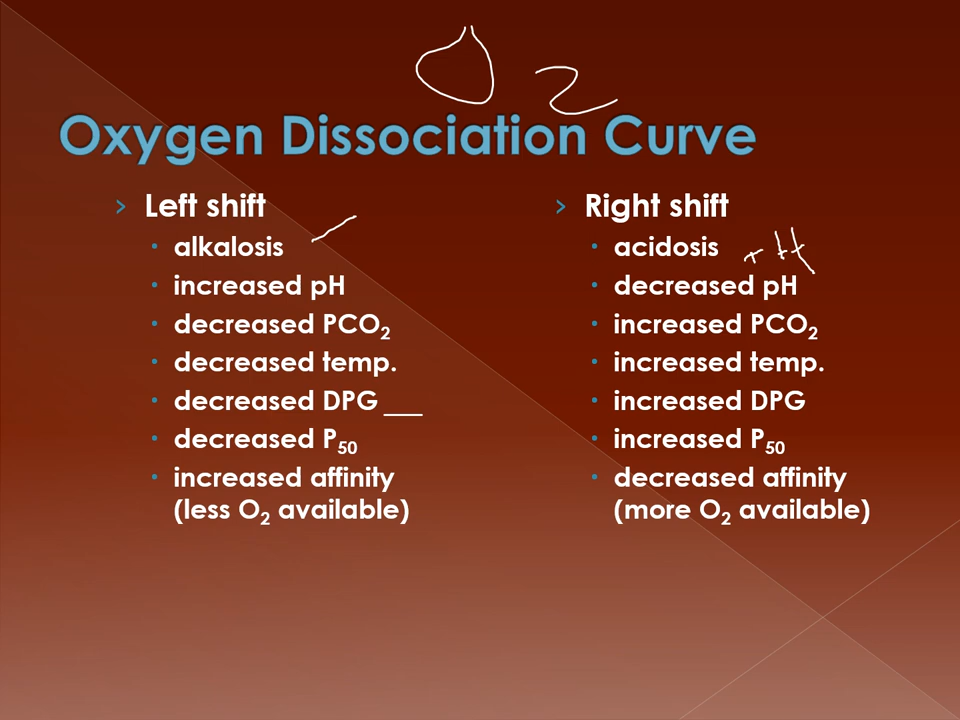 O 2
Oxygen Dissociation Curve
› Left shift
• alkalosis
• increased pH
• decreased PCO₂
• decreased temp.
• decreased DPG ___
• decreased P₅₀
• increased affinity
(less O₂ available)
› Right shift
• acidosis + H
• decreased pH
• increased PCO₂
• increased temp.
• increased DPG
• increased P₅₀
• decreased affinity
(more O₂ available)